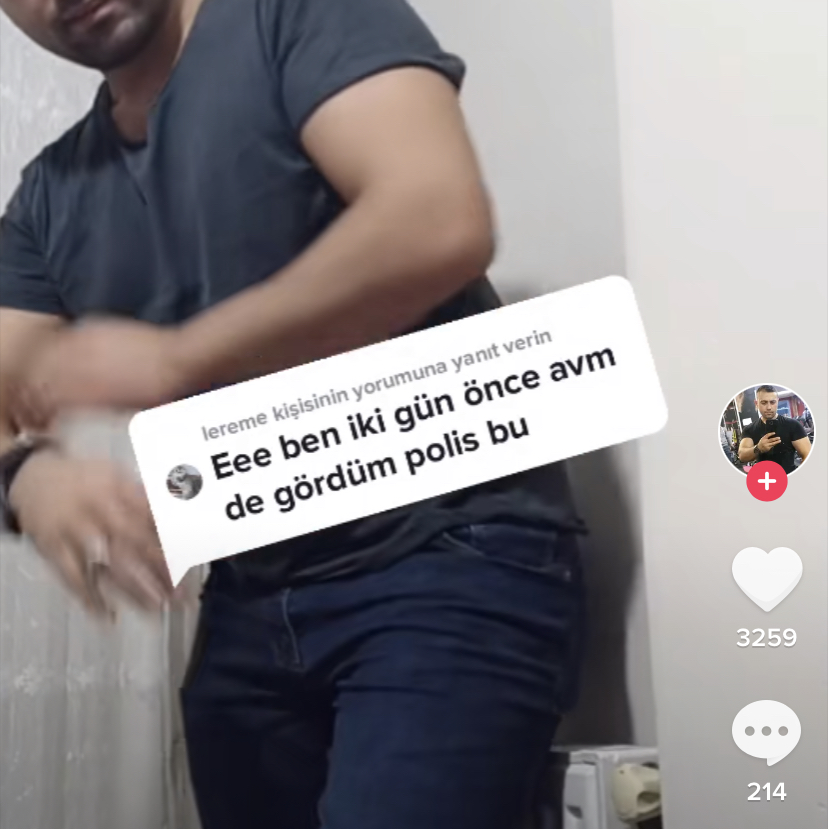 lereme kişisinin yorumuna yanıt verin
Eee ben iki gün önce avm
de gördüm polis bu
3259
214